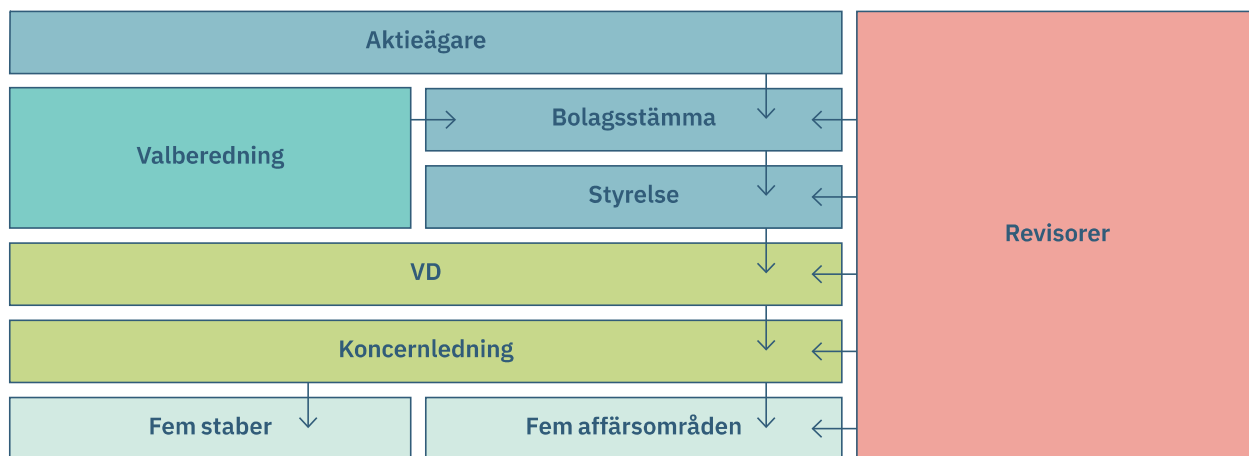 Aktieägare
Valberedning
Bolagsstämma
Styrelse
Revisorer
VD
Koncernledning
Fem staber
Fem affärsområden